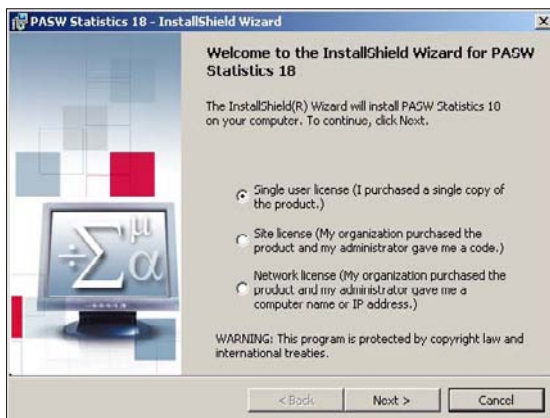 PASW Statistics 18 - InstallShield Wizard
Welcome to the InstallShield Wizard for PASW
Statistics 18
The InstallShield(R) Wizard will install PASW Statistics 18
on your computer. To continue, click Next.
Single user license (I purchased a single copy of
the product.)
Site license (My organization purchased the
product and my administrator gave me a code.)
Network license (My organization purchased the
product and my administrator gave me a
computer name or IP address.)
WARNING: This program is protected by copyright law and
international treaties.
÷ Σ μ α
< Back
Next >
Cancel